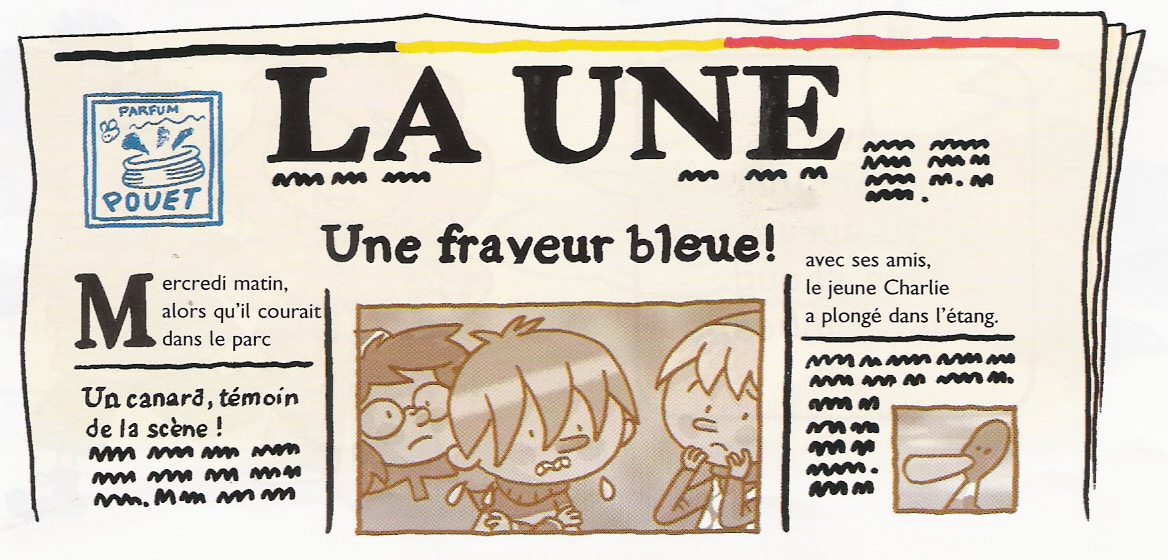 PARFUM
POUET
LA UNE
Une frayeur bleue!
Mercredi matin,
alors qu'il courait
dans le parc
avec ses amis,
le jeune Charlie
a plongé dans l'étang.
Un canard, témoin
de la scène !